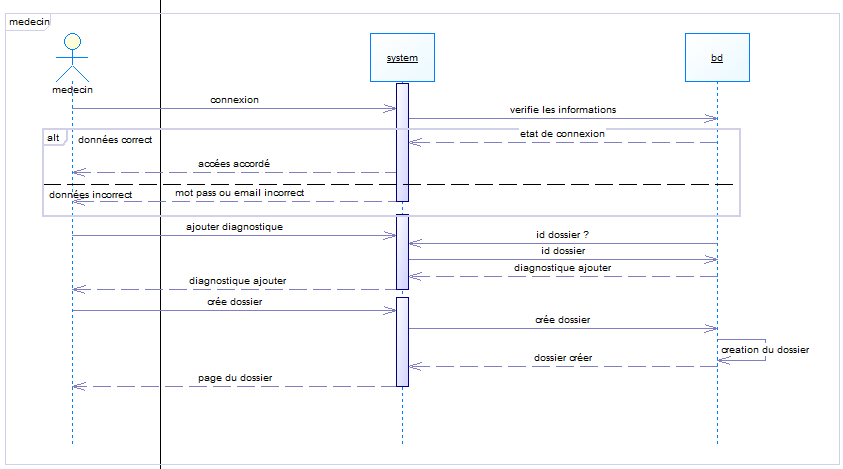 medecin
system
bd
medecin
connexion
verifie les informations
alt
données correct
etat de connexion
accées accordé
données incorrect
mot pass ou email incorrect
ajouter diagnostique
id dossier ?
id dossier
diagnostique ajouter
diagnostique ajouter
crée dossier
crée dossier
creation du dossier
dossier créer
page du dossier